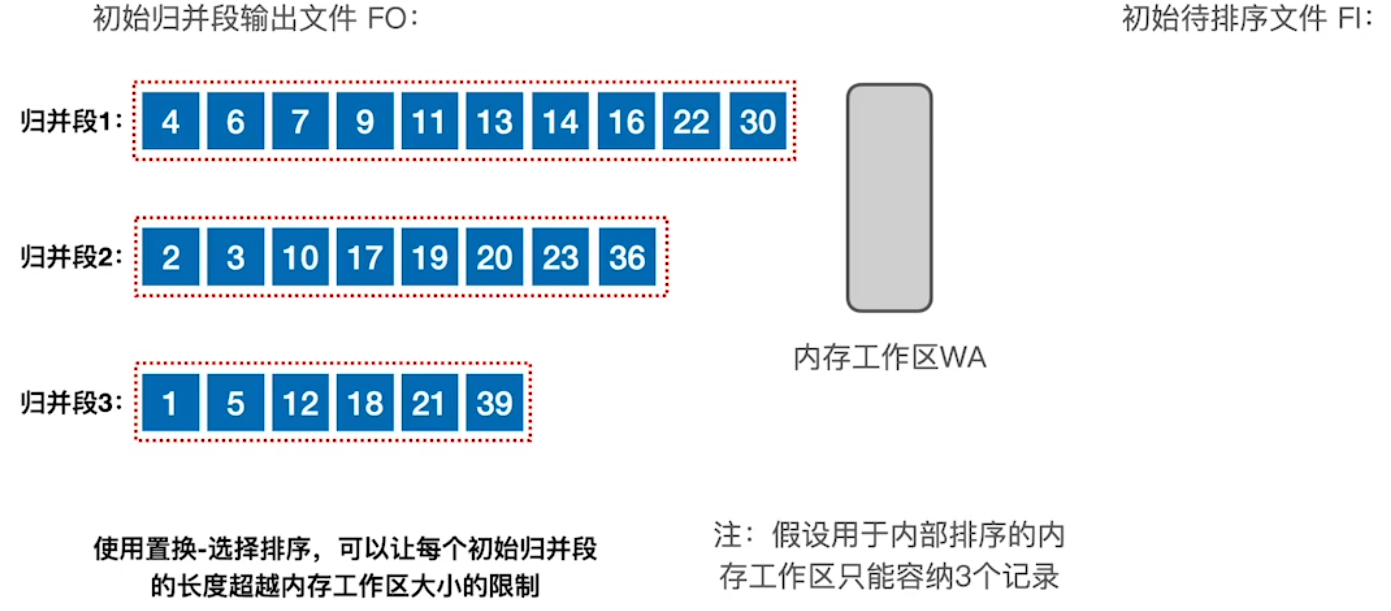 初始归并段输出文件 FO：
初始待排序文件 FI：
归并段1：
4 6 7 9 11 13 14 16 22 30
归并段2：
2 3 10 17 19 20 23 36
内存工作区WA
归并段3：
1 5 12 18 21 39
使用置换-选择排序，可以让每个初始归并段
的长度超越内存工作区大小的限制
注：假设用于内部排序的内
存工作区只能容纳3个记录